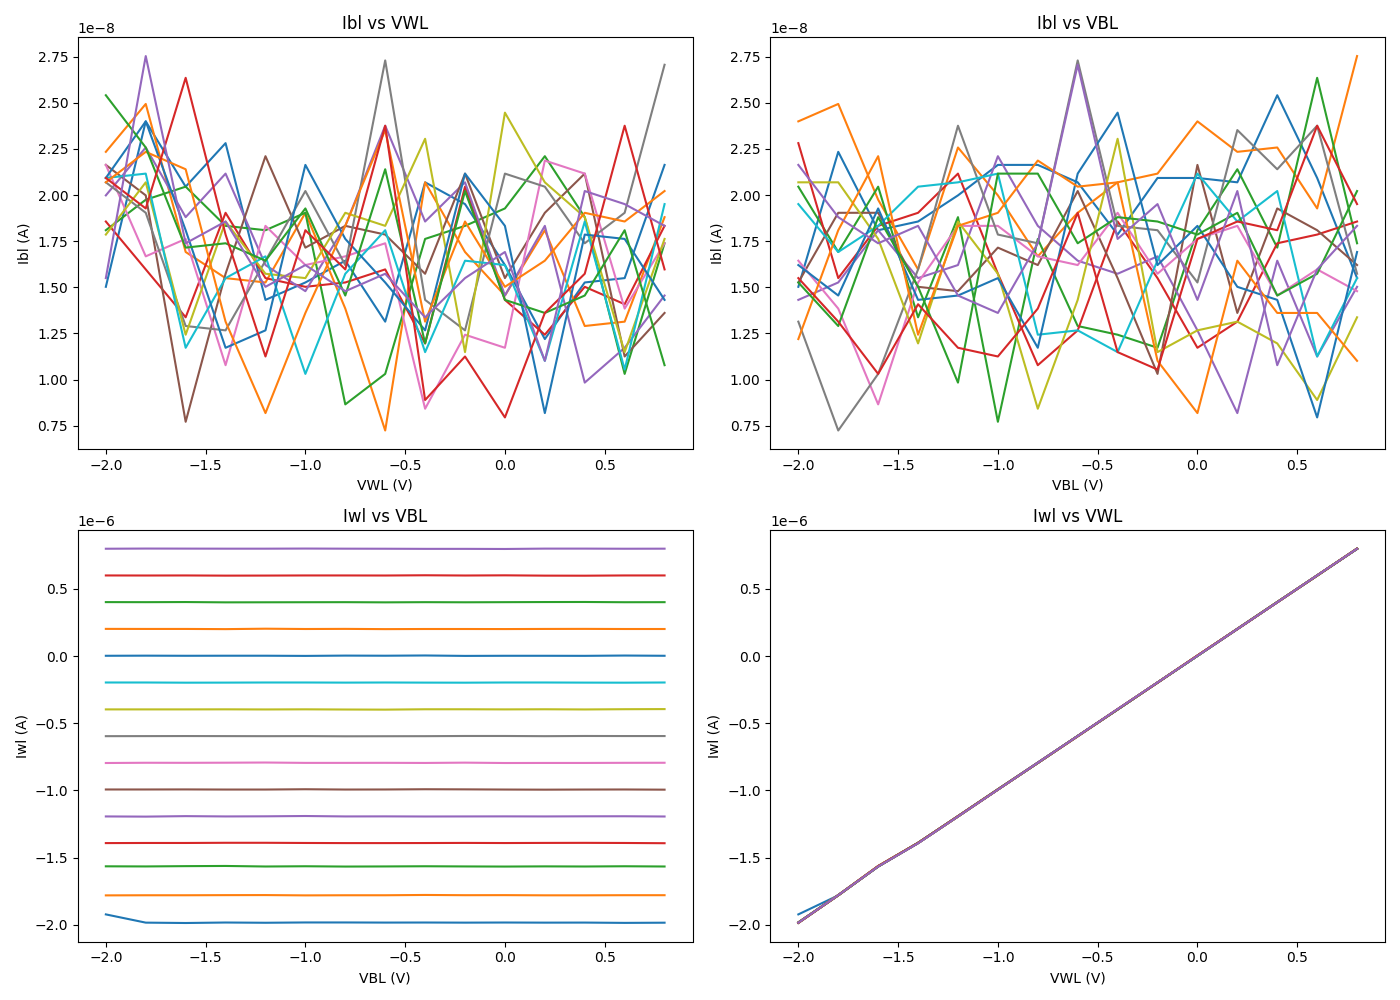 Ibl vs VWL
1e−8
2.75
2.50
2.25
2.00
1.75
1.50
1.25
1.00
0.75
Ibl (A)
−2.0 −1.5 −1.0 −0.5 0.0 0.5
VWL (V)
Ibl vs VBL
1e−8
2.75
2.50
2.25
2.00
1.75
1.50
1.25
1.00
0.75
Ibl (A)
−2.0 −1.5 −1.0 −0.5 0.0 0.5
VBL (V)
Iwl vs VBL
1e−6
0.5
0.0
−0.5
−1.0
−1.5
−2.0
Iwl (A)
−2.0 −1.5 −1.0 −0.5 0.0 0.5
VBL (V)
Iwl vs VWL
1e−6
0.5
0.0
−0.5
−1.0
−1.5
−2.0
Iwl (A)
−2.0 −1.5 −1.0 −0.5 0.0 0.5
VWL (V)